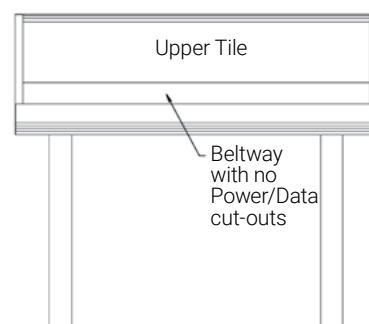 Upper Tile
Beltway
with no
Power/Data
cut-outs